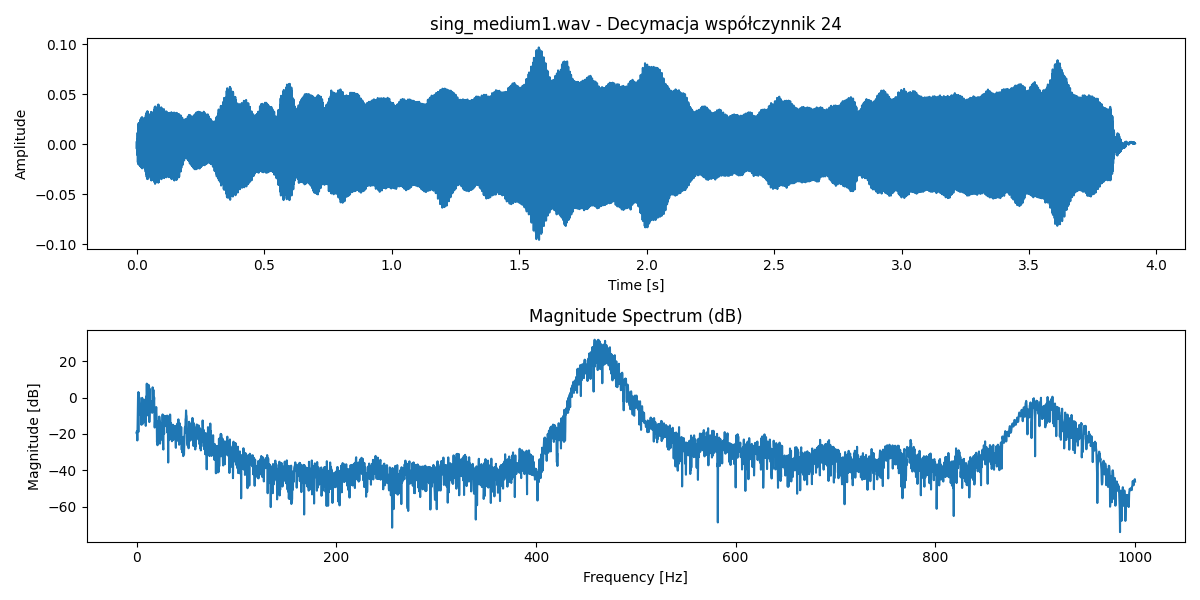 sing_medium1.wav - Decymacja współczynnik 24
0.10
0.05
0.00
−0.05
−0.10
Amplitude
0.0 0.5 1.0 1.5 2.0 2.5 3.0 3.5 4.0
Time [s]
Magnitude Spectrum (dB)
20
0
−20
−40
−60
Magnitude [dB]
0 200 400 600 800 1000
Frequency [Hz]